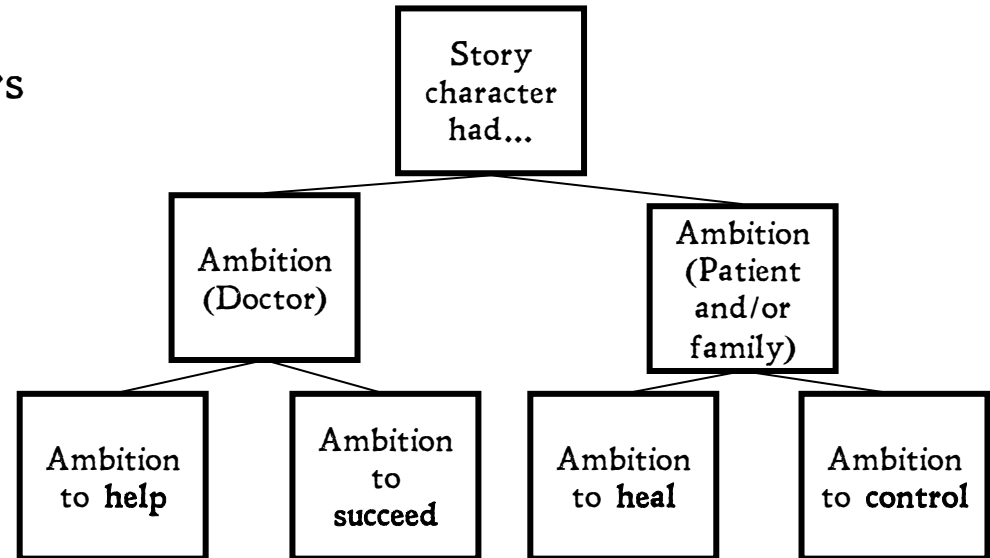 Story
character
had...
Ambition
(Doctor)
Ambition
(Patient
and/or
family)
Ambition
to help
Ambition
to
succeed
Ambition
to heal
Ambition
to control